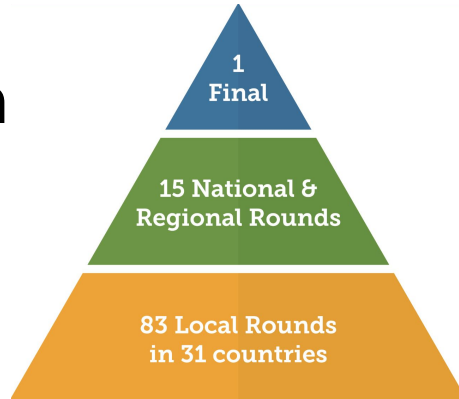 1
Final
15 National &
Regional Rounds
83 Local Rounds
in 31 countries